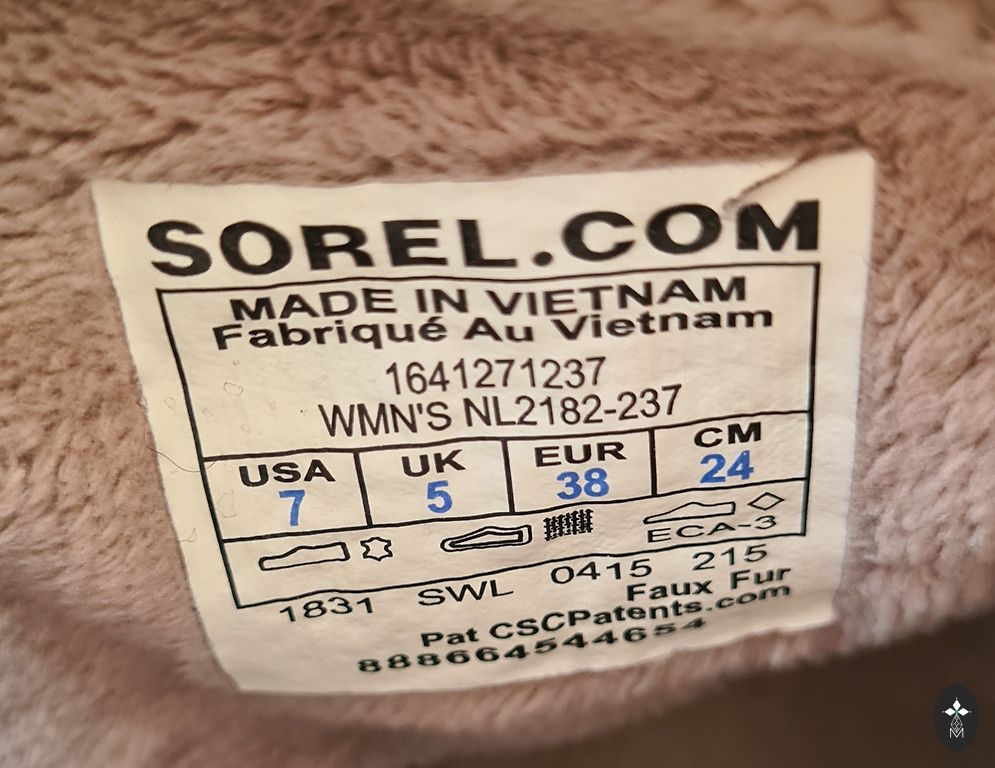 SOREL.COM
MADE IN VIETNAM
Fabriqué Au Vietnam
1641271237
WMN'S NL2182-237
USA UK EUR CM
7 5 38 24
ECA-3
1831 SWL 0415 215
Faux Fur
Pat CSCPatents.com
888664544654
M